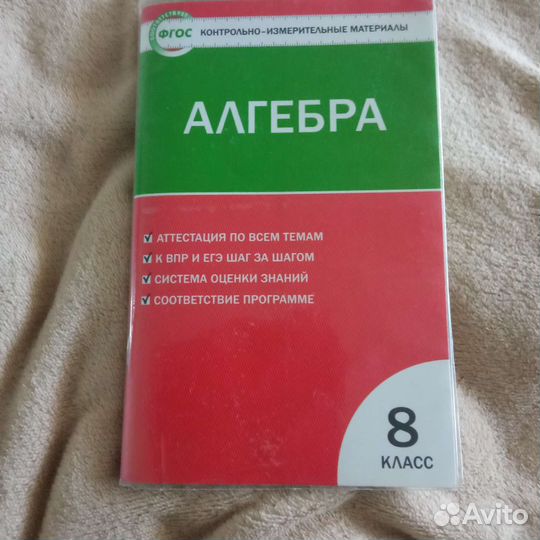 ФГОС
КОНТРОЛЬНО-ИЗМЕРИТЕЛЬНЫЕ МАТЕРИАЛЫ
АЛГЕБРА
АТТЕСТАЦИЯ ПО ВСЕМ ТЕМАМ
К ВПР И ЕГЭ ШАГ ЗА ШАГОМ
СИСТЕМА ОЦЕНКИ ЗНАНИЙ
СООТВЕТСТВИЕ ПРОГРАММЕ
8
КЛАСС
Avito